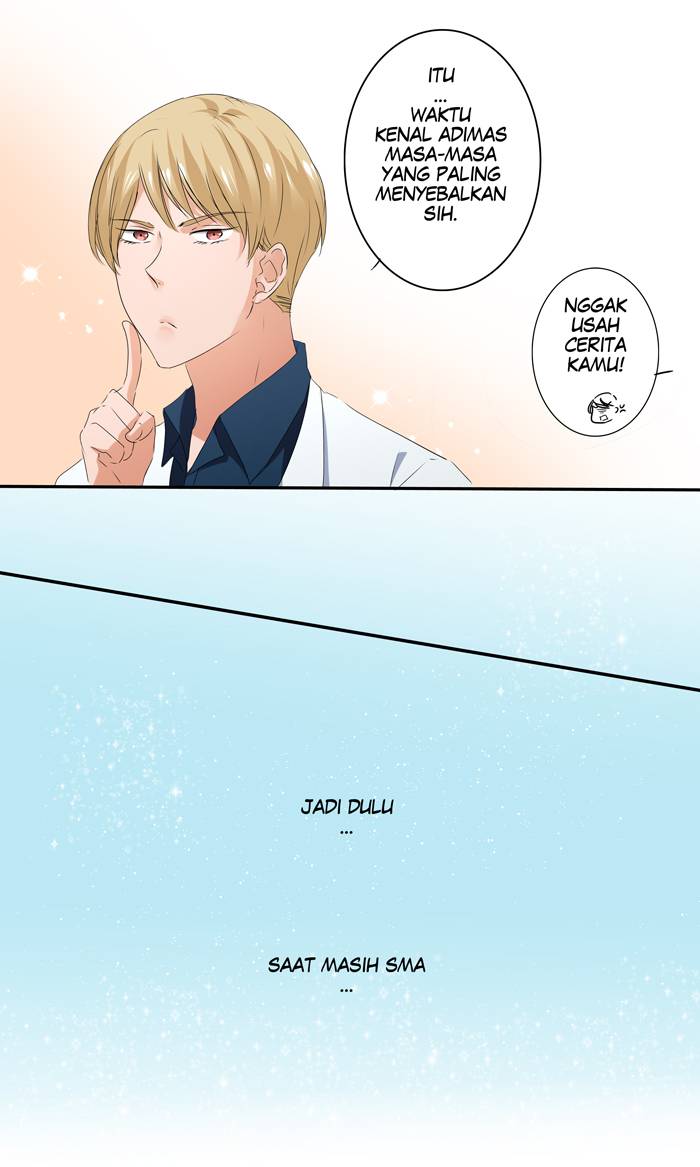 ITU
...
WAKTU
KENAL ADIMAS
MASA-MASA
YANG PALING
MENYEBALKAN
SIH.
NGGAK
USAH
CERITA
KAMU!
JADI DULU
...
SAAT MASIH SMA
...